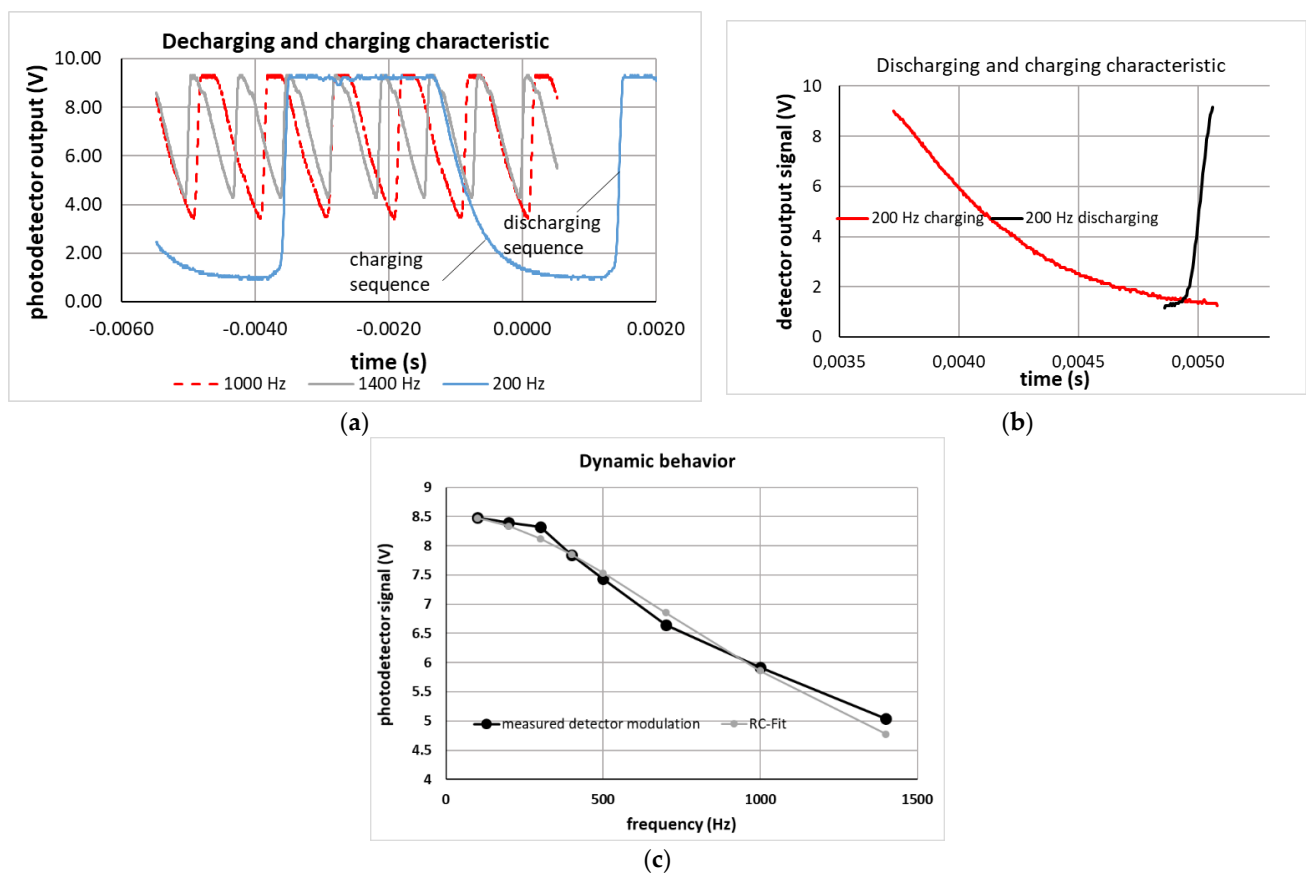 Decharging and charging characteristic
photodetector output (V)
10.00
8.00
6.00
4.00
2.00
0.00
charging
sequence
discharging
sequence
-0.0060
-0.0040
-0.0020
0.0000
0.0020
time (s)
1000 Hz
1400 Hz
200 Hz
(a)
Discharging and charging characteristic
detector output signal (V)
10
8
6
4
2
0
200 Hz charging
200 Hz discharging
0,0035
0,0040
0,0045
0,0050
time (s)
(b)
Dynamic behavior
photodetector signal (V)
9
8.5
8
7.5
7
6.5
6
5.5
5
4.5
4
measured detector modulation
RC-Fit
0
500
1000
1500
frequency (Hz)
(c)